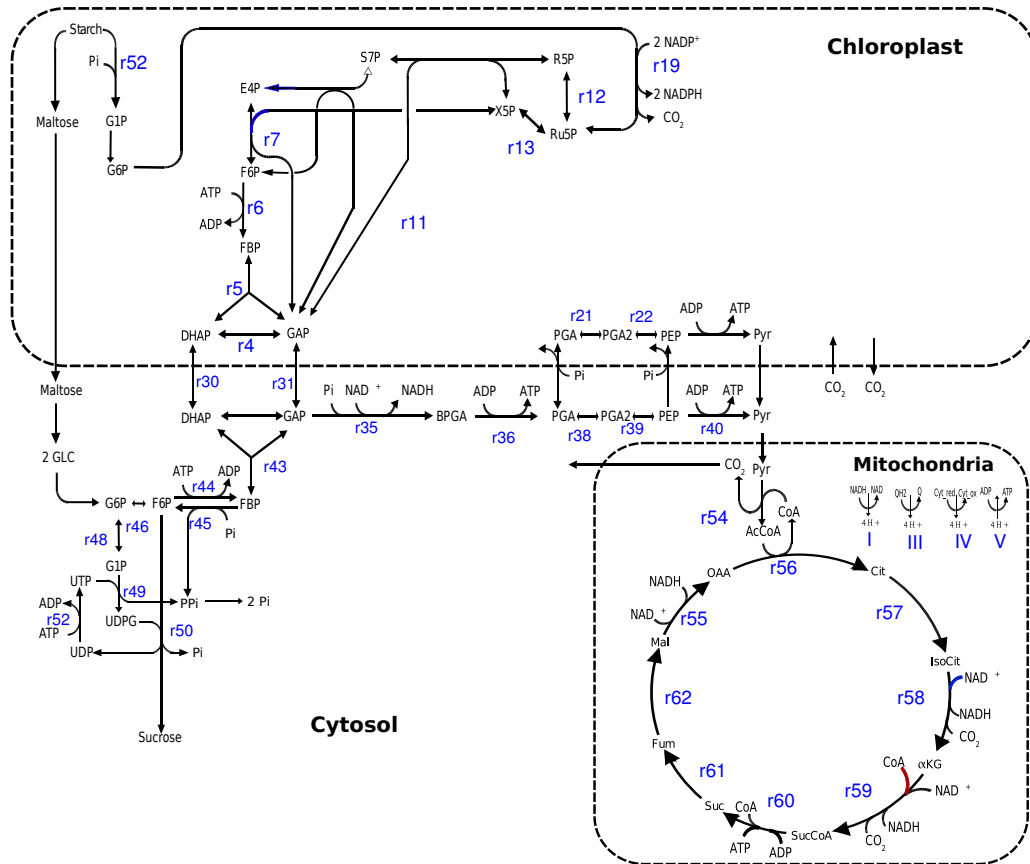 Chloroplast
Starch
Pi
r52
Maltose
G1P
G6P
S7P
R5P
2 NADP+
r19
2 NADPH
CO2
E4P
r7
X5P
r12
Ru5P
r13
F6P
ATP
r6
ADP
FBP
r11
r5
DHAP
r4
GAP
r21
r22
PGA
PGA2
PEP
ADP
ATP
Pyr
r30
r31
Pi
Pi
CO2
CO2
Maltose
DHAP
GAP
Pi
NAD +
NADH
r35
BPGA
ADP
ATP
r36
PGA
r38
PGA2
r39
PEP
ADP
ATP
r40
Pyr
2 GLC
r43
ATP
ADP
r44
G6P
F6P
FBP
r46
r45
Pi
r48
G1P
UTP
r49
PPi
2 Pi
ADP
r52
ATP
UDPG
r50
UDP
Pi
Sucrose
Cytosol
CO2
Pyr
Mitochondria
r54
CoA
AcCoA
NADH
NAD
4 H +
I
QH2
Q
4 H +
III
Cyt_red
Cyt_ox
4 H +
IV
ADP
ATP
4 H +
V
OAA
r56
Cit
NADH
r55
NAD +
Mal
r57
IsoCit
r58
NAD +
NADH
CO2
r62
Fum
r61
Suc
CoA
r60
ATP
ADP
SucCoA
r59
CoA
αKG
NAD +
NADH
CO2